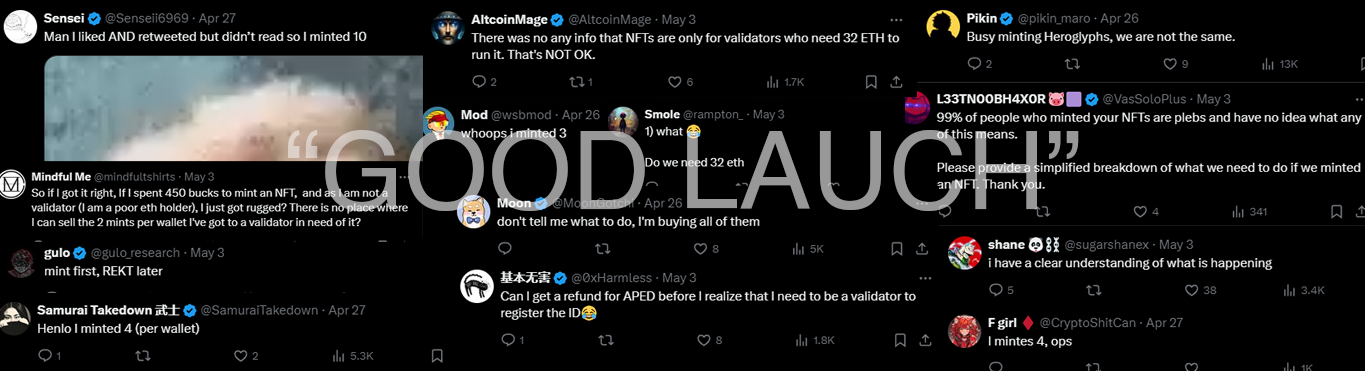 Sensei @Senseii6969 · Apr 27
Man I liked AND retweeted but didn't read so I minted 10
Mindful Me @mindfultshirts · May 3
So if I got it right, If I spent 450 bucks to mint an NFT, and as I am not a
validator (I am a poor eth holder), I just got rugged? There is no place where
I can sell the 2 mints per wallet I've got to a validator in need of it?
gulo @gulo_research · May 3
mint first, REKT later
Samurai Takedown 武士 @SamuraiTakedown · Apr 27
Henlo I minted 4 (per wallet)
1 2 5.3K
AltcoinMage @AltcoinMage · May 3
There was no any info that NFTs are only for validators who need 32 ETH to
run it. That's NOT OK.
2 1 6 1.7K
Mod @wsbmod · Apr 26
whoops i minted 3
Smole @rampton_ · May 3
1) what 😂
Do we need 32 eth
“GOOD LAUCH”
Moon @MoonGotchi · Apr 26
don't tell me what to do, I'm buying all of them
8 5K
基本无害 @0xHarmless · May 3
Can I get a refund for APED before I realize that I need to be a validator to
register the ID😂
1 8 1.8K
Pikin @pikin_maro · Apr 26
Busy minting Heroglyphs, we are not the same.
2 9 13K
L33TN00BH4X0R 🐷🟪 @VasSoloPlus · May 3
99% of people who minted your NFTs are plebs and have no idea what any
of this means.
Please provide a simplified breakdown of what we need to do if we minted
an NFT. Thank you.
4 341
shane 🐼⛓ @sugarshanex · May 3
i have a clear understanding of what is happening
5 38 3.4K
F girl ♦️ @CryptoShitCan · Apr 27
I mintes 4, ops
1K